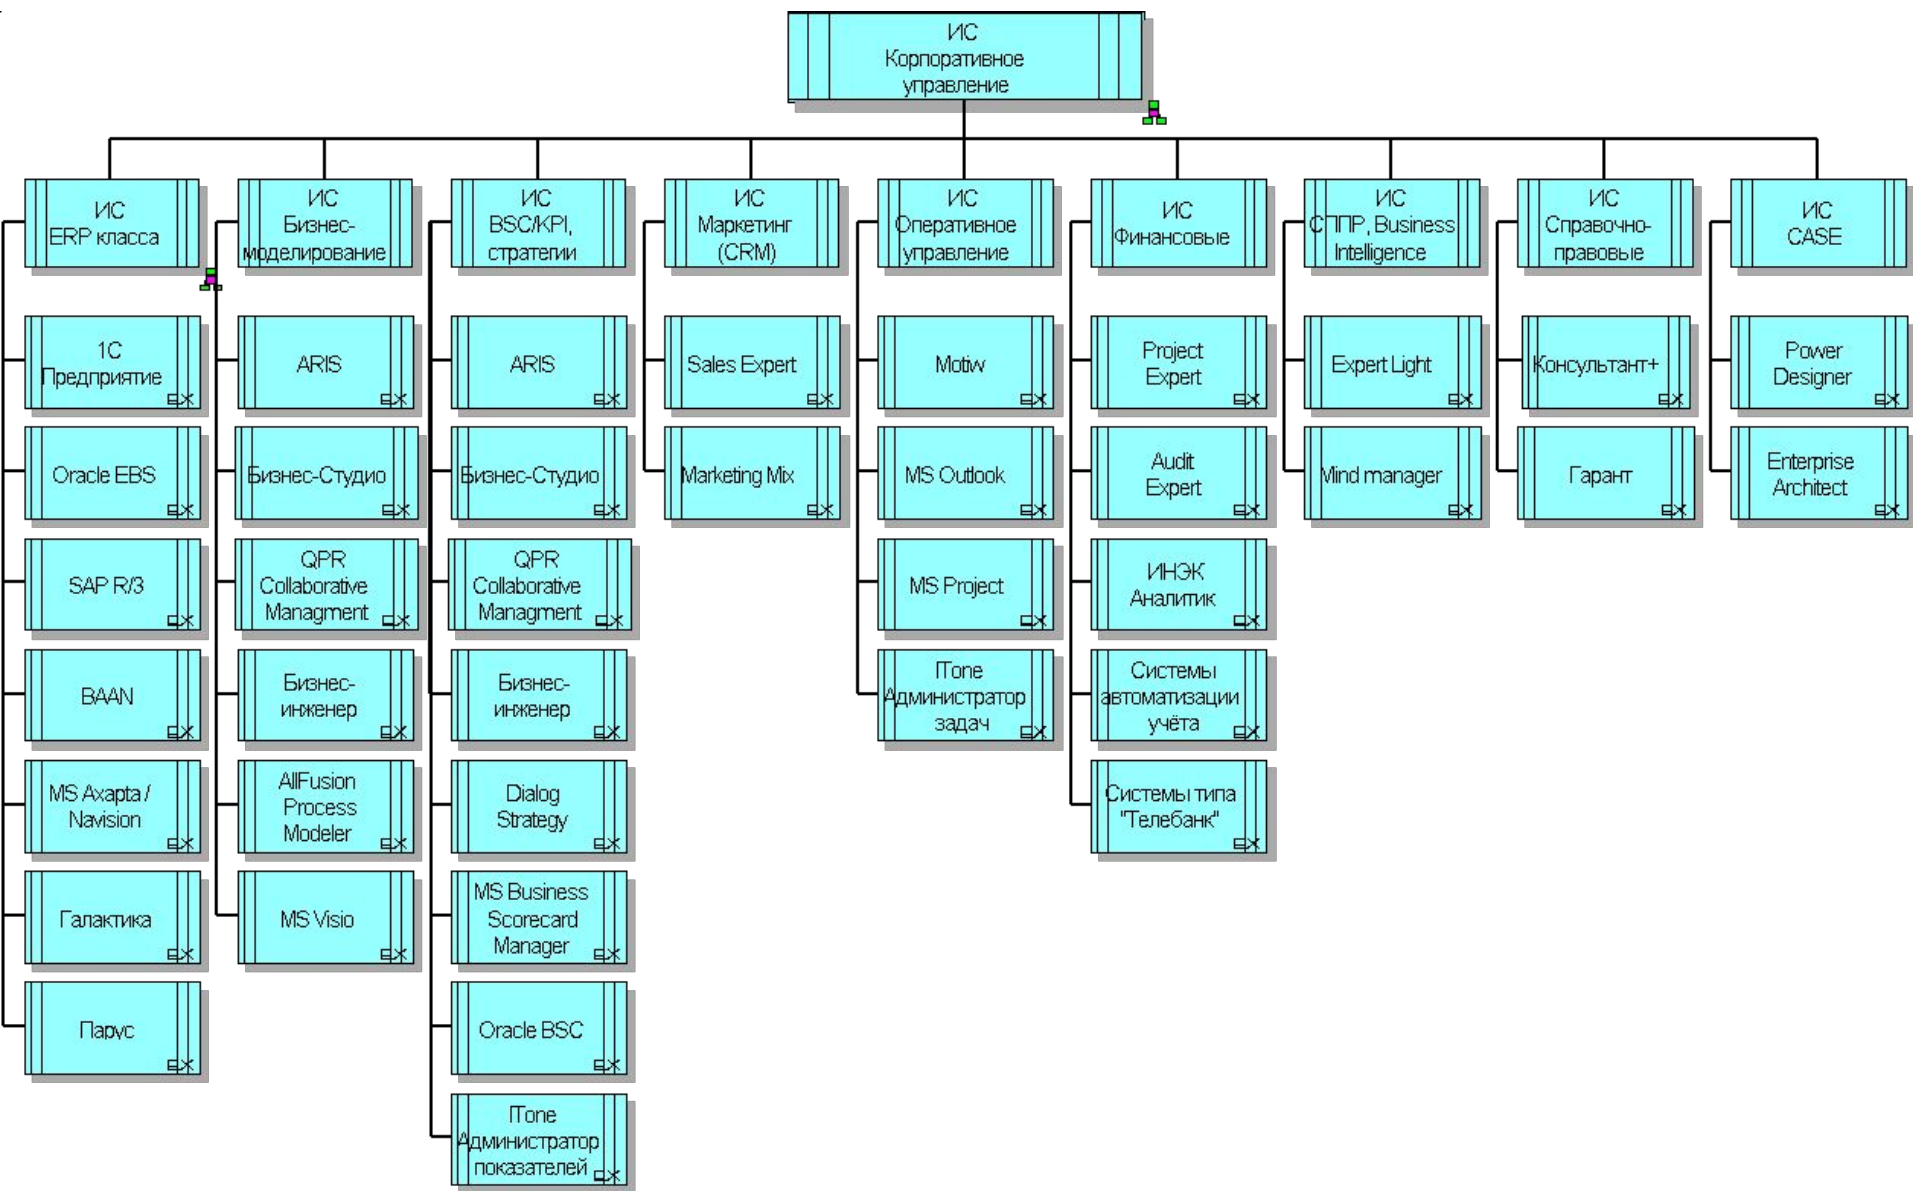 ИС
Корпоративное
управление
ИС
ERP класса
ИС
Бизнес-
моделирование
ИС
BSC/KPI,
стратегии
ИС
Маркетинг
(CRM)
ИС
Оперативное
управление
ИС
Финансовые
ИС
СППР, Business
Intelligence
ИС
Справочно-
правовые
ИС
CASE
1С
Предприятие
Oracle EBS
SAP R/3
BAAN
MS Axapta /
Navision
Галактика
Парус
ARIS
Бизнес-Студио
QPR
Collaborative
Managment
Бизнес-
инженер
AllFusion
Process
Modeler
MS Visio
ARIS
Бизнес-Студио
QPR
Collaborative
Managment
Бизнес-
инженер
Dialog
Strategy
MS Business
Scorecard
Manager
Oracle BSC
ITone
Администратор
показателей
Sales Expert
Marketing Mix
Motiw
MS Outlook
MS Project
ITone
Администратор
задач
Project
Expert
Audit
Expert
ИНЭК
Аналитик
Системы
автоматизации
учёта
Системы типа
"Телебанк"
Expert Light
Mind manager
Консультант+
Гарант
Power
Designer
Enterprise
Architect